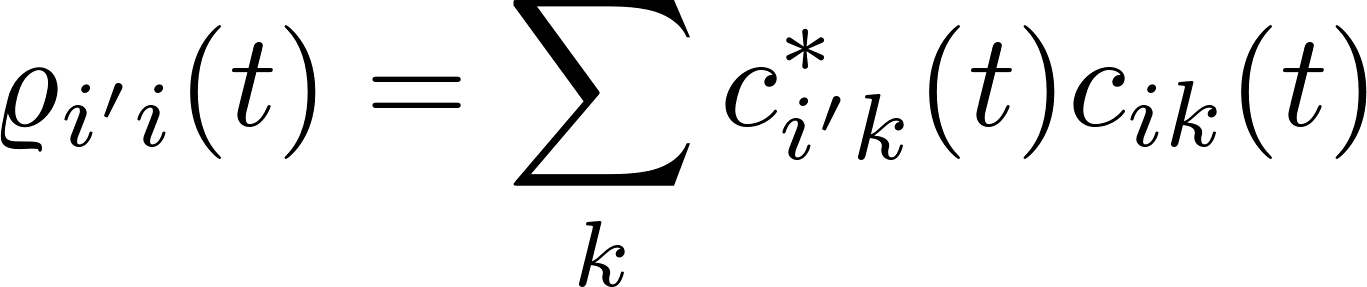 ϱ_{i′i}(t) = ∑_k c*_{i′k}(t)c_{ik}(t)